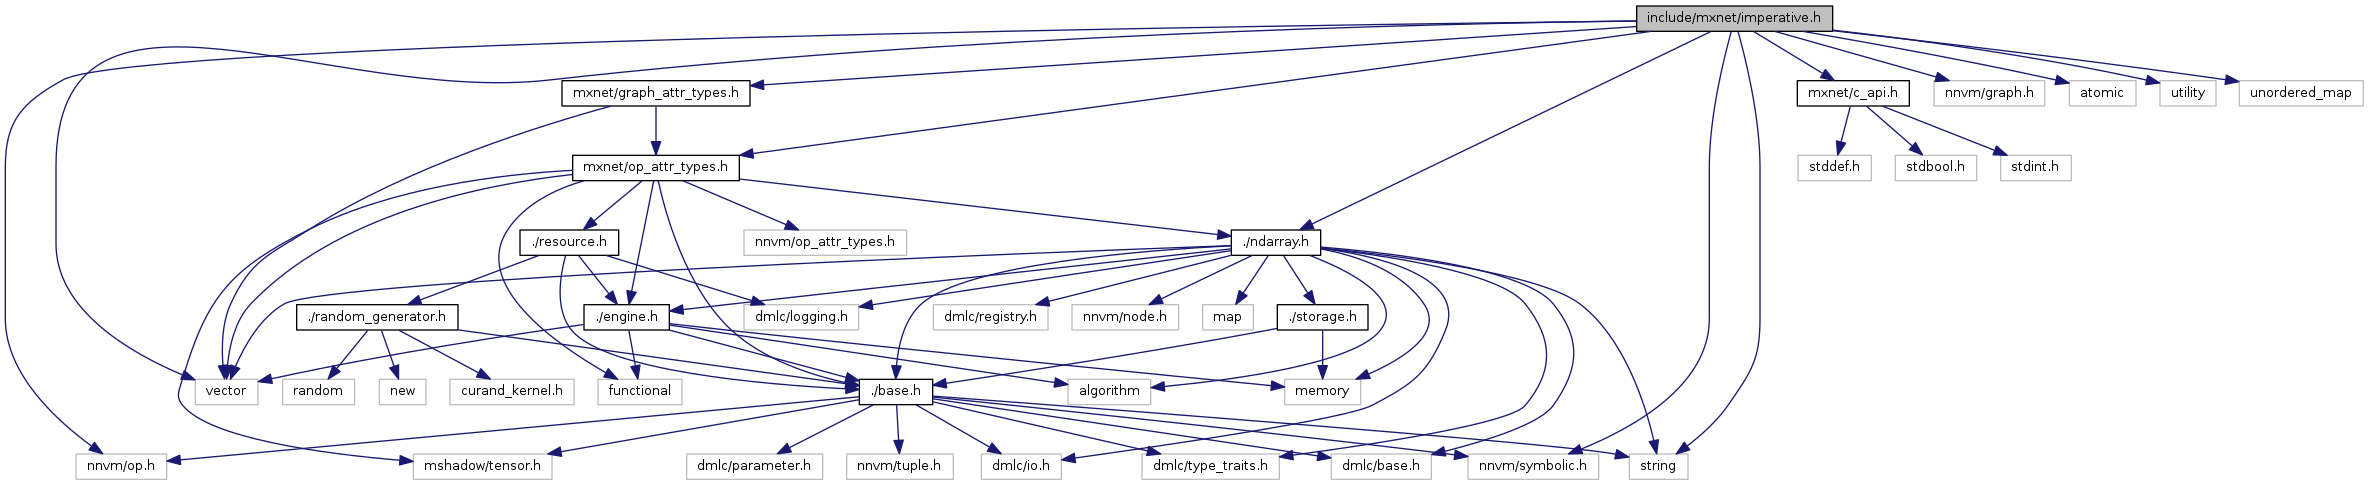 include/mxnet/imperative.h
mxnet/graph_attr_types.h
mxnet/c_api.h
nnvm/graph.h
atomic
utility
unordered_map
mxnet/op_attr_types.h
stddef.h
stdbool.h
stdint.h
./resource.h
nnvm/op_attr_types.h
./ndarray.h
./random_generator.h
./engine.h
dmlc/logging.h
dmlc/registry.h
nnvm/node.h
map
./storage.h
vector
random
new
curand_kernel.h
functional
./base.h
algorithm
memory
nnvm/op.h
mshadow/tensor.h
dmlc/parameter.h
nnvm/tuple.h
dmlc/io.h
dmlc/type_traits.h
dmlc/base.h
nnvm/symbolic.h
string